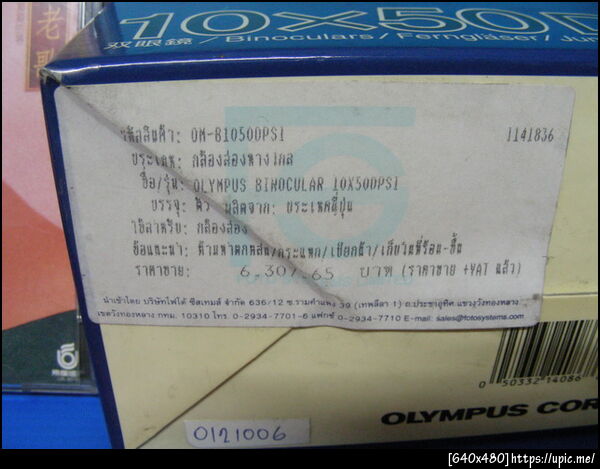 老歌
10X50D
双眼鏡 / Binoculars / Ferngläser / Jum
รหัสสินค้า: OM-B1050DPSI 1141836
ประเภท: กล้องส่องทางไกล
ชื่อ/รุ่น: OLYMPUS BINOCULAR 10X50DPSI
บรรจุ: ตัว ผลิตจาก: ประเทศญี่ปุ่น
ใช้สำหรับ: กล้องส่อง
ข้อแนะนำ: ห้ามทำตกหล่น/กระแทก/เปียกน้ำ/เก็บในที่ร้อน-ชื้น
ราคาขาย: 6,307.65 บาท (ราคาขาย +VAT แล้ว)
นำเข้าโดย บริษัทโฟโต้ ซีสเทมส์ จำกัด 636/12 ซ.รามคำแหง 39 (เทพลีลา 1) ถ.ประชาอุทิศ แขวงวังทองหลาง
เขตวังทองหลาง กทม. 10310 โทร 0-2934-7701-6 แฟกซ์ 0-2934-7710 E-mail: sales@fotosystems.com
0 50332 14086
OLYMPUS COR
0121006
[640x480]https://upic.me/